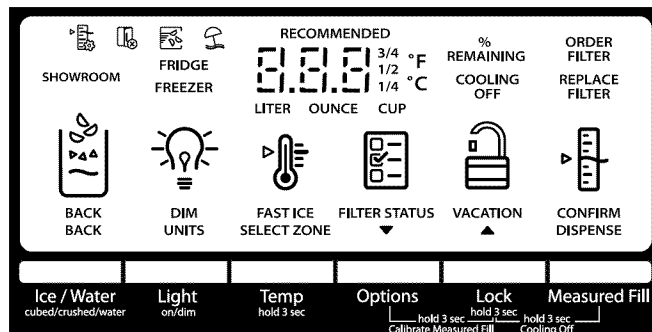 RECOMMENDED
SHOWROOM
FRIDGE
FREEZER
8.8.8
3/4
1/2
1/4
°F
°C
LITER OUNCE CUP
%
REMAINING
COOLING
OFF
ORDER
FILTER
REPLACE
FILTER
BACK
BACK
DIM
UNITS
FAST ICE
SELECT ZONE
FILTER STATUS
VACATION
CONFIRM
DISPENSE
Ice / Water
cubed/crushed/water
Light
on/dim
Temp
hold 3 sec
Options
Lock
hold 3 sec
Measured Fill
hold 3 sec
Calibrate Measured Fill
hold 3 sec
Cooling Off